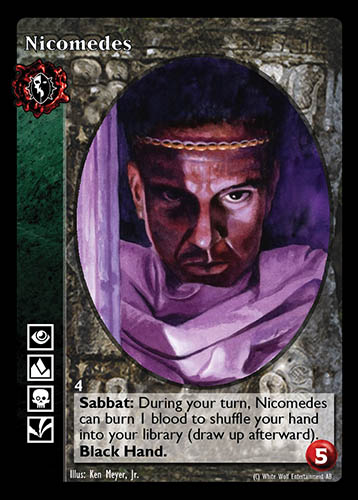 Nicomedes
4
Sabbat: During your turn, Nicomedes
can burn 1 blood to shuffle your hand
into your library (draw up afterward).
Black Hand.
5
Illus: Ken Meyer, Jr.
(C) White Wolf Entertainment AB